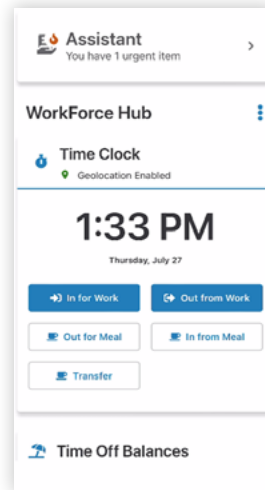 Assistant
You have 1 urgent item
WorkForce Hub
Time Clock
Geolocation Enabled
1:33 PM
Thursday, July 27
In for Work
Out from Work
Out for Meal
In from Meal
Transfer
Time Off Balances